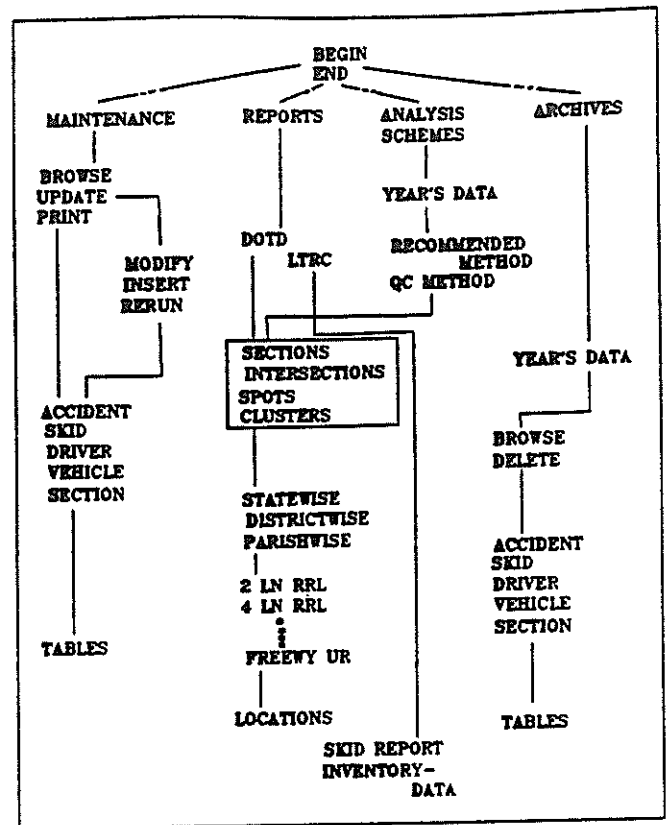 BEGIN
END
MAINTENANCE
REPORTS
ANALYSIS
SCHEMES
ARCHIVES
BROWSE
UPDATE
PRINT
MODIFY
INSERT
RERUN
ACCIDENT
SKID
DRIVER
VEHICLE
SECTION
TABLES
DOTD
LTRC
YEAR'S DATA
RECOMMENDED
METHOD
QC METHOD
SECTIONS
INTERSECTIONS
SPOTS
CLUSTERS
STATEWISE
DISTRICTWISE
PARISHWISE
2 LN RRL
4 LN RRL
FREEWY UR
LOCATIONS
SKID REPORT
INVENTORY-
DATA
YEAR'S DATA
BROWSE
DELETE
ACCIDENT
SKID
DRIVER
VEHICLE
SECTION
TABLES